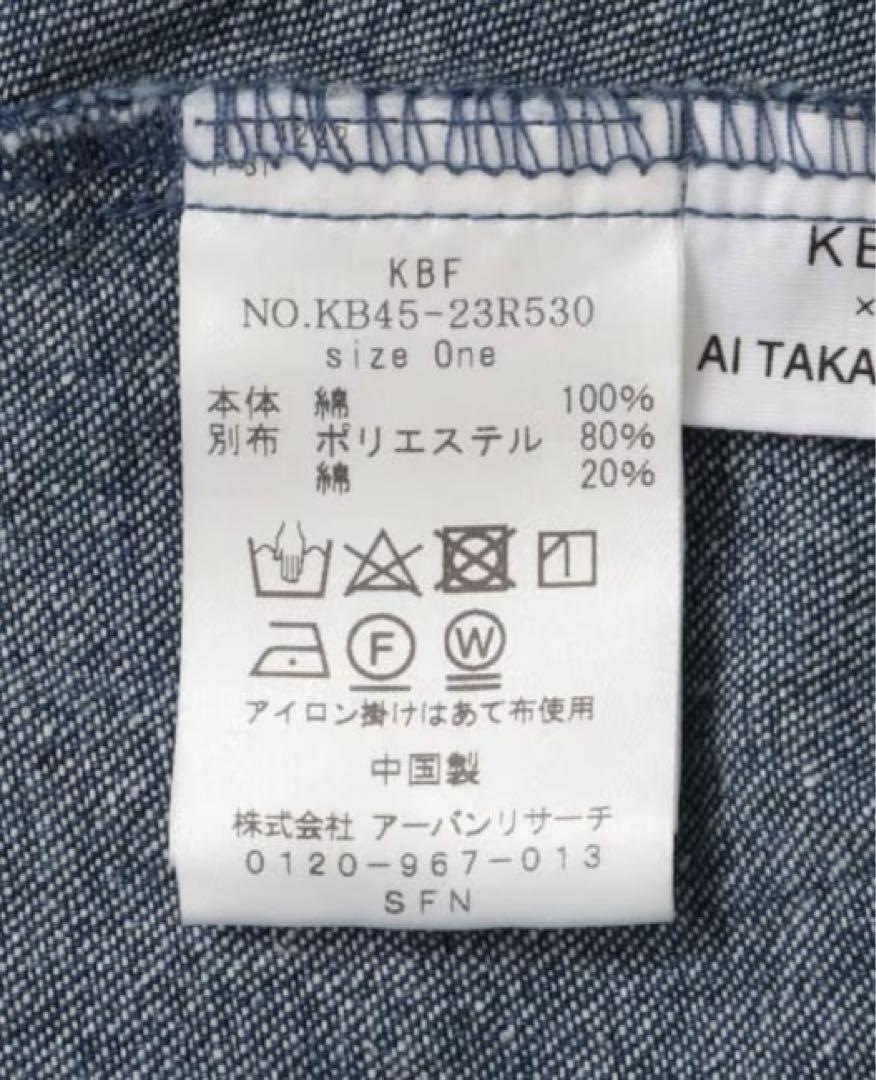 KBF
NO.KB45-23R530
size One
本体 綿 100%
別布 ポリエステル 80%
綿 20%
F W
アイロン掛けはあて布使用
中国製
株式会社 アーバンリサーチ
0120-967-013
SFN
KB
×
AI TAKA